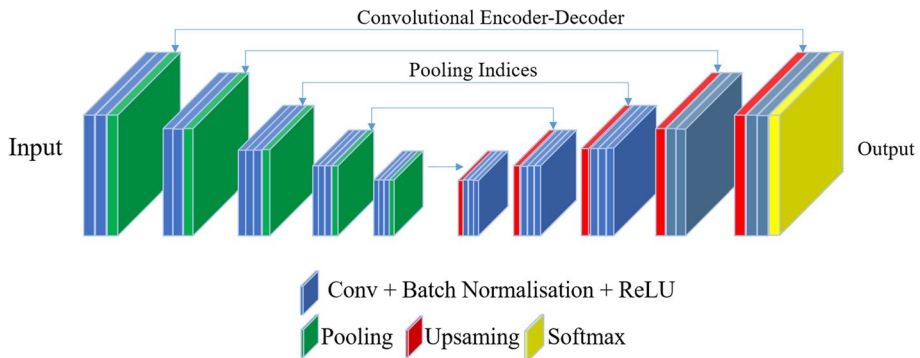 Convolutional Encoder-Decoder
Pooling Indices
Input
Output
Conv + Batch Normalisation + ReLU
Pooling
Upsaming
Softmax